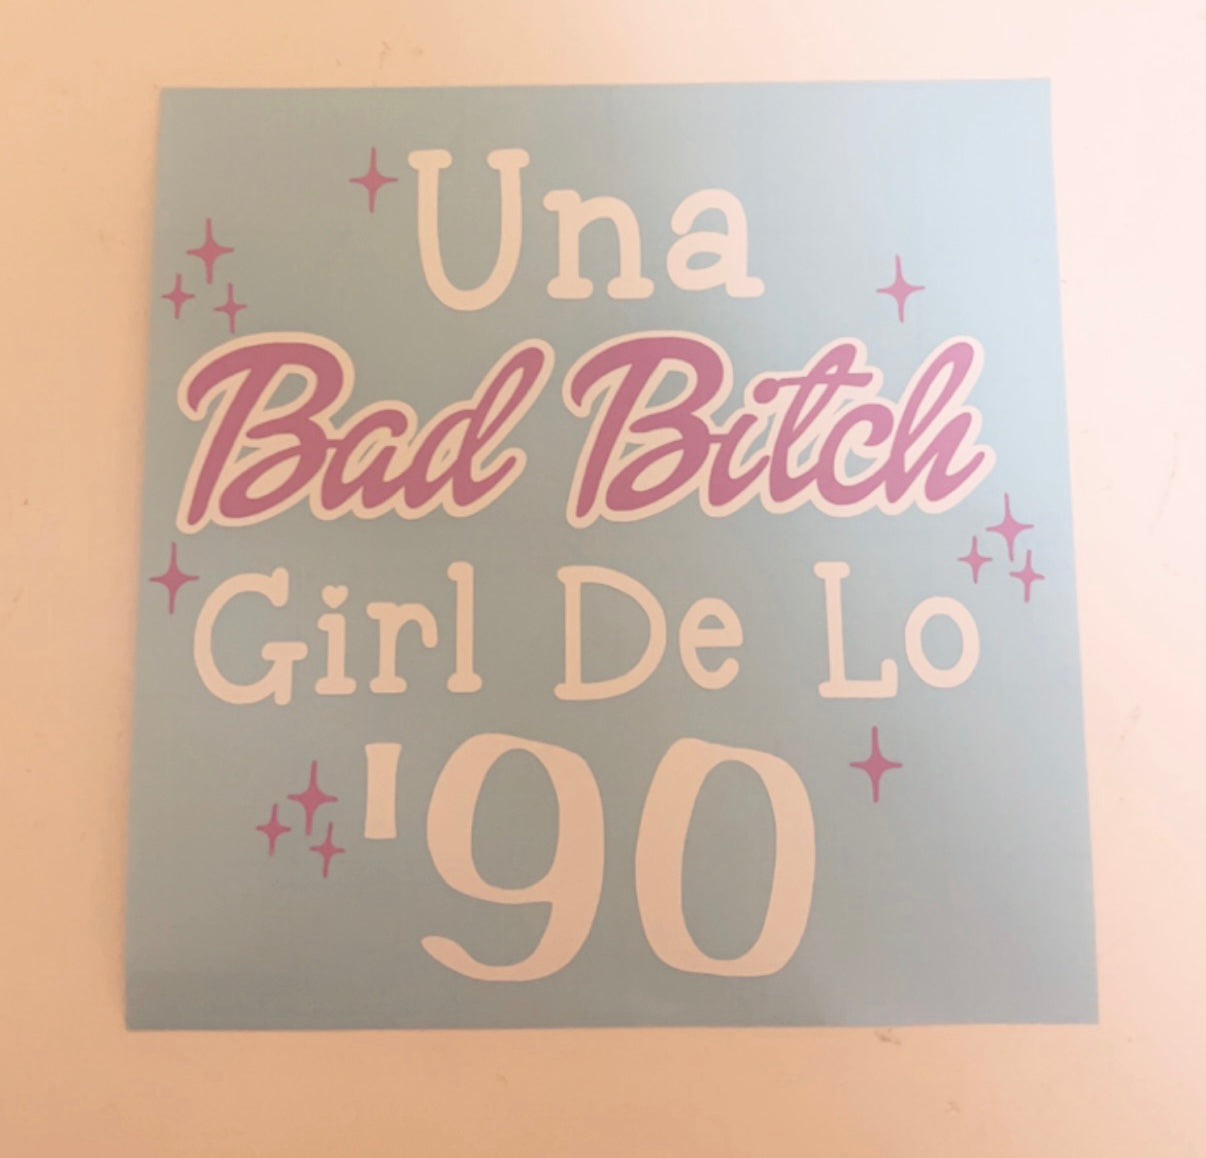 Una
Bad Bitch
Girl De Lo
'90